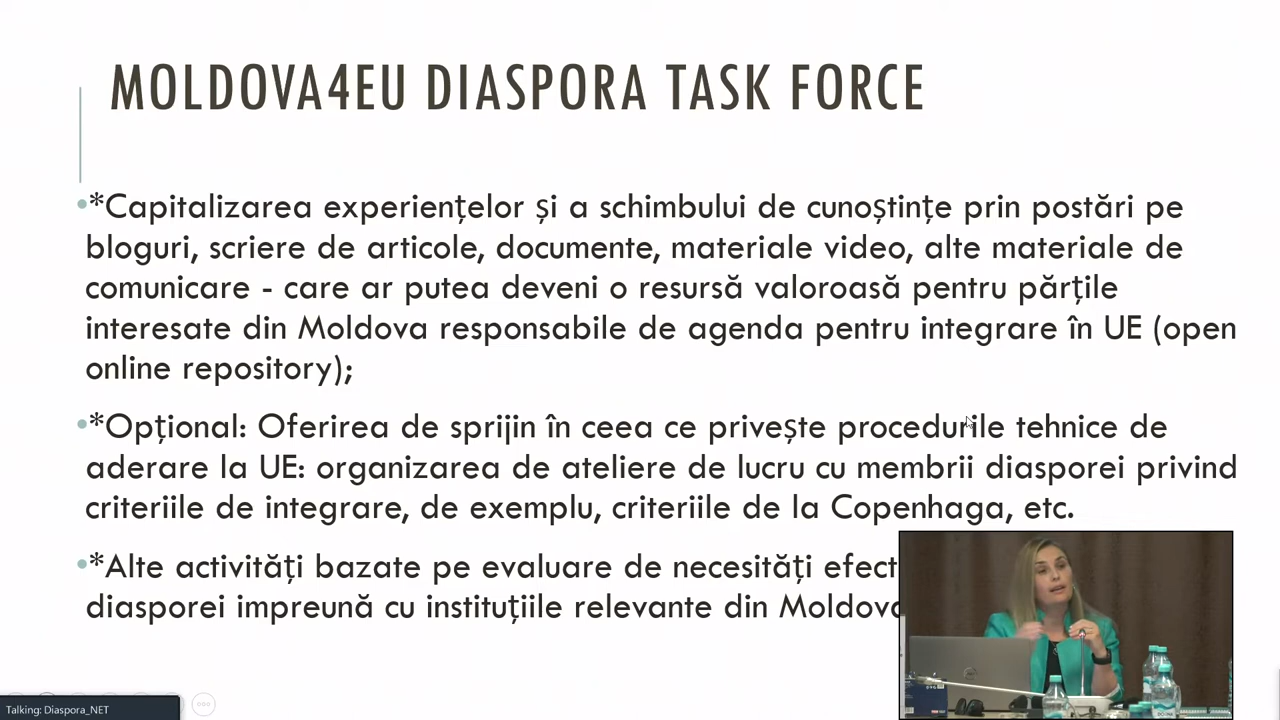 MOLDOVA4EU DIASPORA TASK FORCE
•*Capitalizarea experiențelor și a schimbului de cunoștințe prin postări pe
bloguri, scriere de articole, documente, materiale video, alte materiale de
comunicare - care ar putea deveni o resursă valoroasă pentru părțile
interesate din Moldova responsabile de agenda pentru integrare în UE (open
online repository);
•*Opțional: Oferirea de sprijin în ceea ce privește procedurile tehnice de
aderare la UE: organizarea de ateliere de lucru cu membrii diasporei privind
criteriile de integrare, de exemplu, criteriile de la Copenhaga, etc.
•*Alte activități bazate pe evaluare de necesități efect
diasporei impreună cu instituțiile relevante din Moldova
Talking: Diaspora_NET